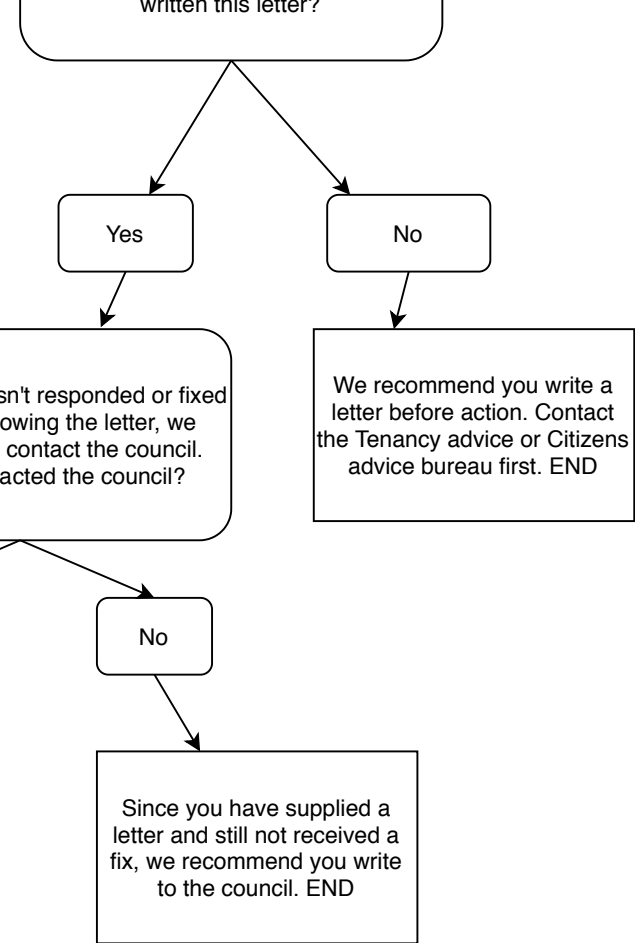 written this letter?
Yes
No
sn't responded or fixed
owing the letter, we
contact the council.
acted the council?
We recommend you write a
letter before action. Contact
the Tenancy advice or Citizens
advice bureau first. END
No
Since you have supplied a
letter and still not received a
fix, we recommend you write
to the council. END